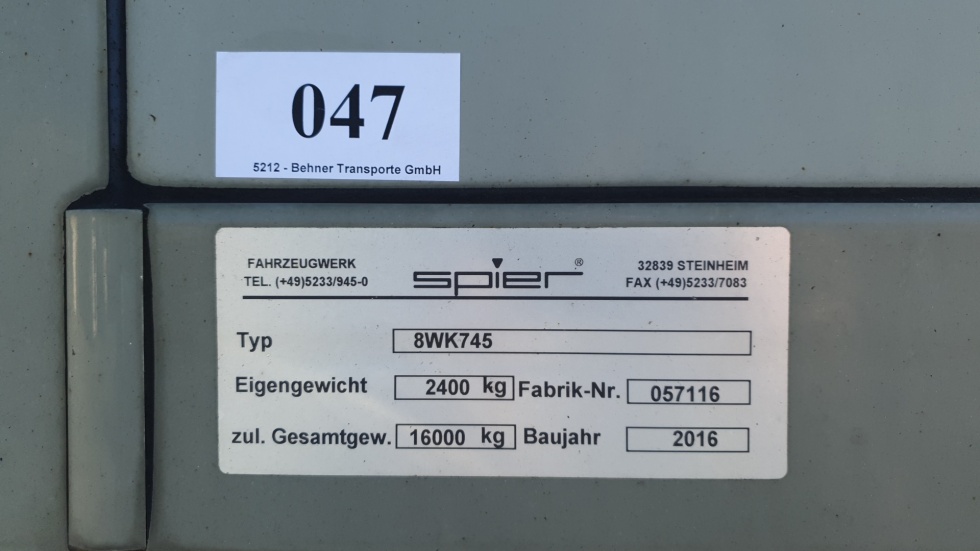 047
5212 - Behner Transporte GmbH
FAHRZEUGWERK
TEL. (+49)5233/945-0
spier®
32839 STEINHEIM
FAX (+49)5233/7083
Typ 8WK745
Eigengewicht 2400 kg Fabrik-Nr. 057116
zul. Gesamtgew. 16000 kg Baujahr 2016